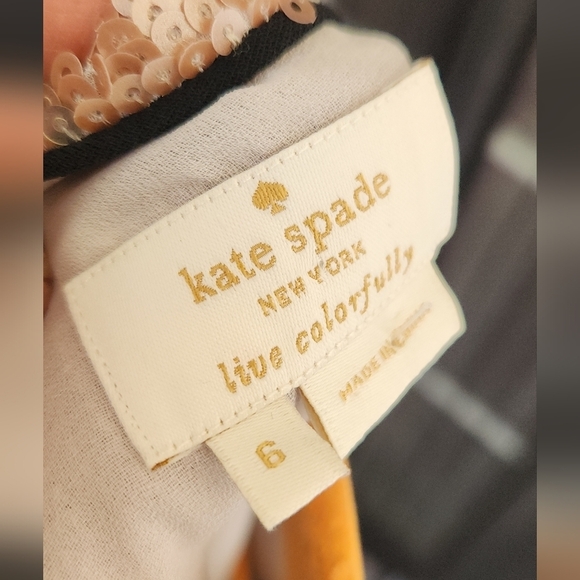 kate spade
NEW YORK
live colorfully
MADE IN
6